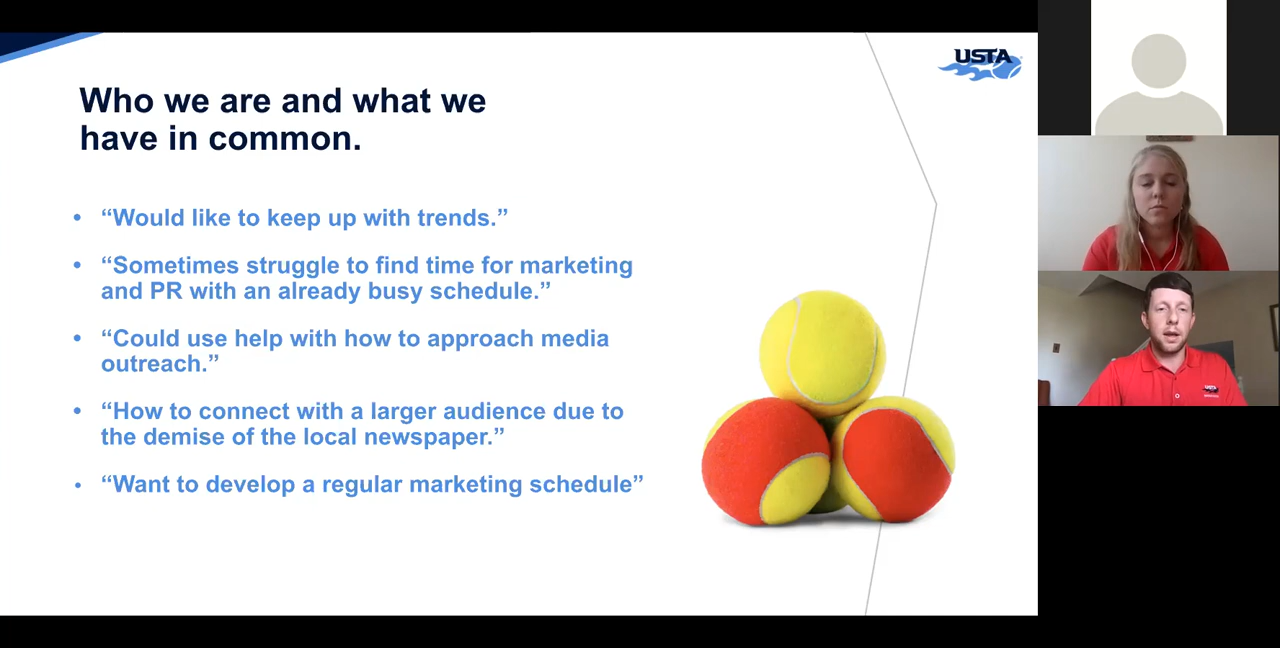 USTA
Who we are and what we
have in common.
• “Would like to keep up with trends.”
• “Sometimes struggle to find time for marketing
and PR with an already busy schedule.”
• “Could use help with how to approach media
outreach.”
• “How to connect with a larger audience due to
the demise of the local newspaper.”
• “Want to develop a regular marketing schedule”
USTA